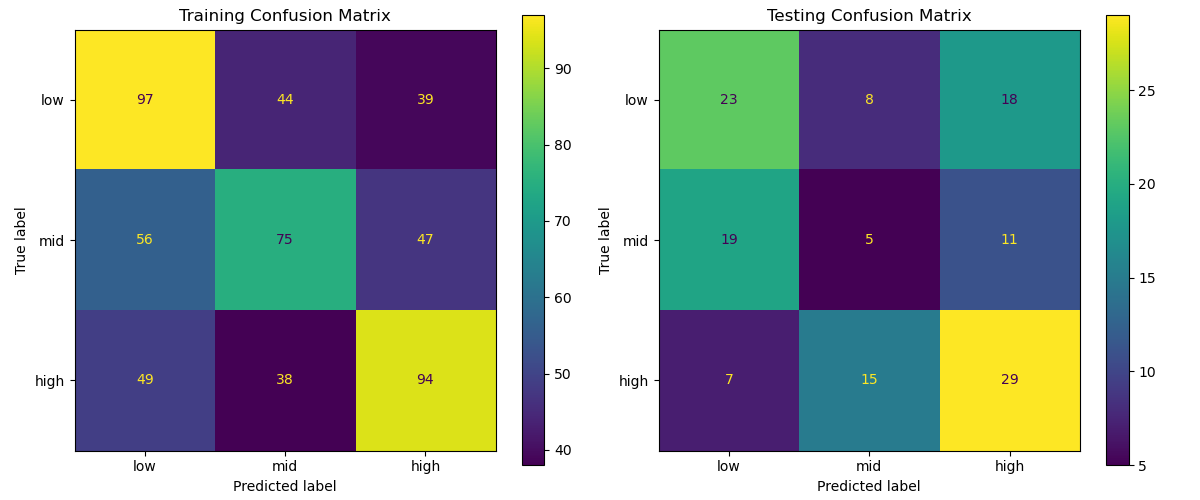 Training Confusion Matrix
low 97 44 39
mid 56 75 47
high 49 38 94
low mid high
Predicted label
True label
90
80
70
60
50
40
Testing Confusion Matrix
low 23 8 18
mid 19 5 11
high 7 15 29
low mid high
Predicted label
True label
25
20
15
10
5